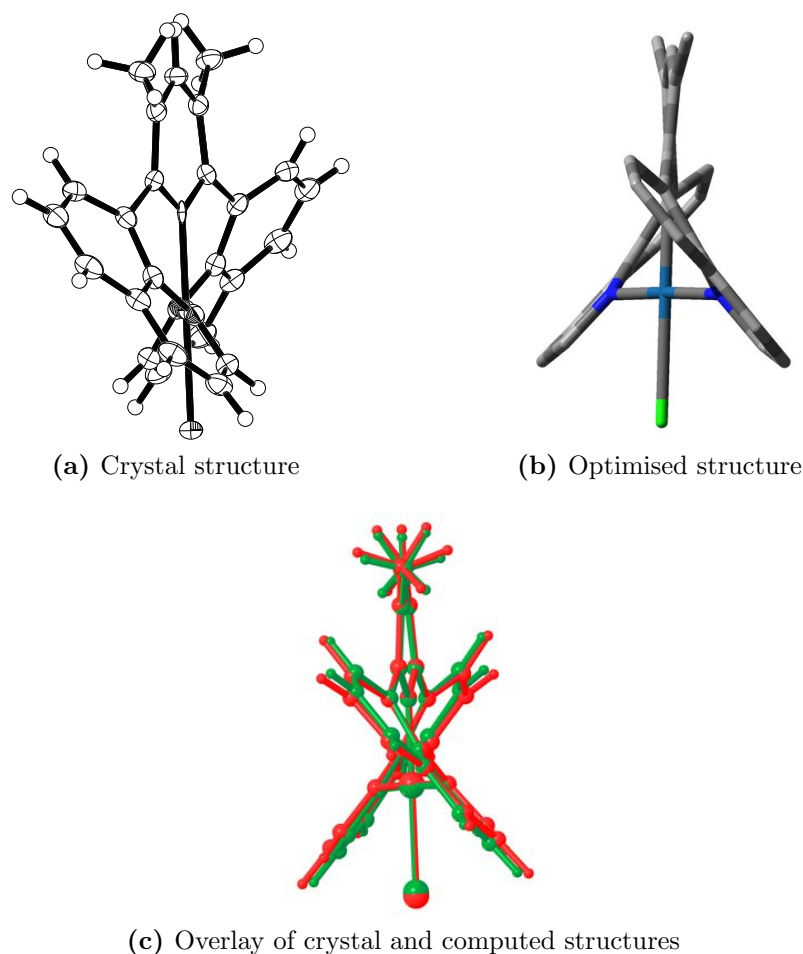 (a) Crystal structure
(b) Optimised structure
(c) Overlay of crystal and computed structures